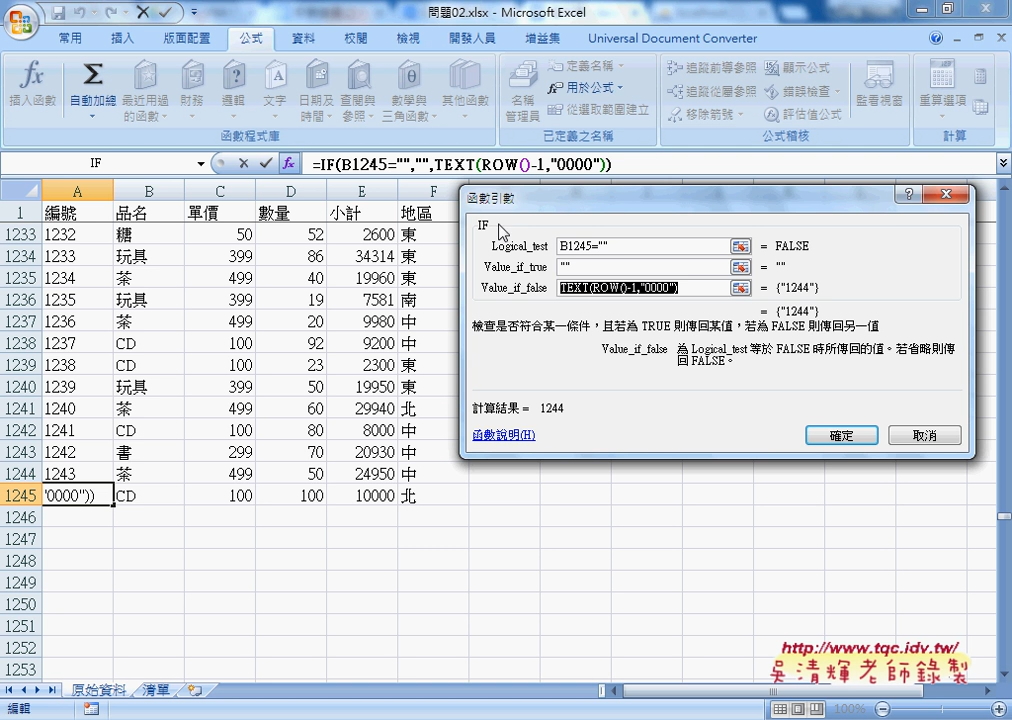 問題02.xlsx - Microsoft Excel
常用 插入 版面配置 公式 資料 校閱 檢視 開發人員 增益集 Universal Document Converter
插入函數 自動加總 最近用過的函數 財務 邏輯 文字 日期及時間 查閱與參照 數學與三角函數 其他函數
函數程式庫
名稱管理員 定義名稱 用於公式 從選取範圍建立
已定義之名稱
追蹤前導參照 追蹤從屬參照 移除箭號 顯示公式 錯誤檢查 評估值公式 監看視窗
公式稽核
重算選項
計算
IF =IF(B1245="","",TEXT(ROW()-1,"0000"))
A B C D E F
1 編號 品名 單價 數量 小計 地區
1233 1232 糖 50 52 2600 東
1234 1233 玩具 399 86 34314 東
1235 1234 茶 499 40 19960 東
1236 1235 玩具 399 19 7581 南
1237 1236 茶 499 20 9980 中
1238 1237 CD 100 92 9200 中
1239 1238 CD 100 23 2300 東
1240 1239 玩具 399 50 19950 東
1241 1240 茶 499 60 29940 北
1242 1241 CD 100 80 8000 中
1243 1242 書 299 70 20930 中
1244 1243 茶 499 50 24950 中
1245 '0000")) CD 100 100 10000 北
1246
1247
1248
1249
1250
1251
1252
1253
函數引數
IF
Logical_test B1245="" = FALSE
Value_if_true "" = ""
Value_if_false TEXT(ROW()-1,"0000") = {"1244"}
= {"1244"}
檢查是否符合某一條件，且若為 TRUE 則傳回某值，若為 FALSE 則傳回另一值
Value_if_false 為 Logical_test 等於 FALSE 時所傳回的值。若省略則傳
回 FALSE。
計算結果 = 1244
函數說明(H) 確定 取消
http://www.tqc.idv.tw/
吳清輝老師錄製
原始資料 清單
編輯 100%